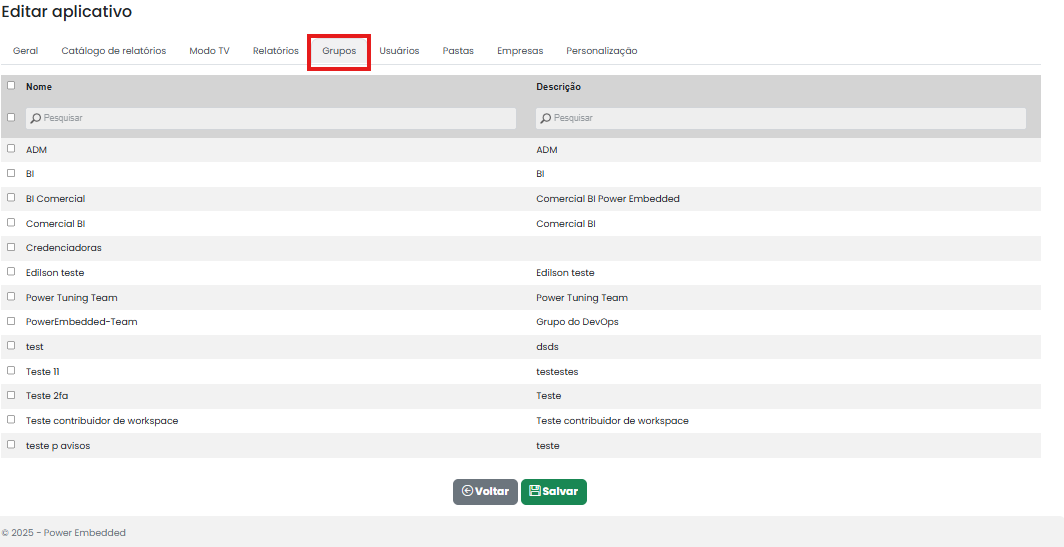 Editar aplicativo
Geral Catálogo de relatórios Modo TV Relatórios Grupos Usuários Pastas Empresas Personalização
Nome Descrição
Pesquisar Pesquisar
ADM ADM
BI BI
BI Comercial Comercial BI Power Embedded
Comercial BI Comercial BI
Credenciadoras
Edilson teste Edilson teste
Power Tuning Team Power Tuning Team
PowerEmbedded-Team Grupo do DevOps
test dsds
Teste 11 testestes
Teste 2fa Teste
Teste contribuidor de workspace Teste contribuidor de workspace
teste p avisos teste
Voltar Salvar
© 2025 - Power Embedded